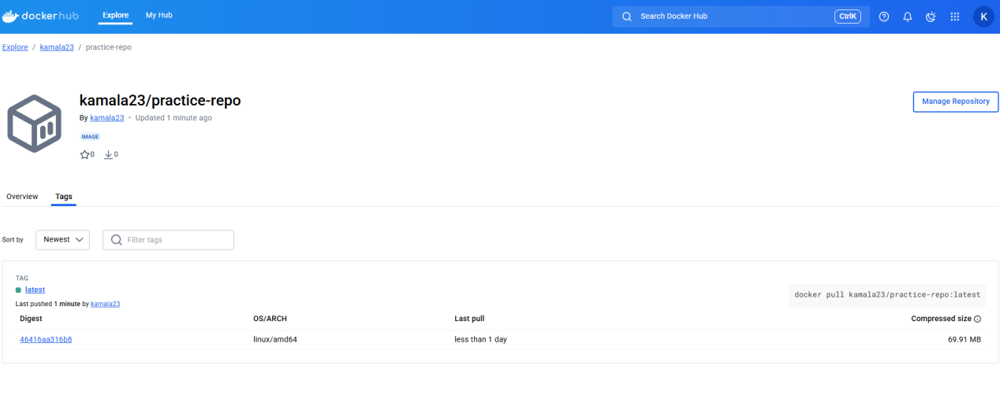 dockerhub Explore My Hub Search Docker Hub CtrlK K
Explore / kamala23 / practice-repo
kamala23/practice-repo
Manage Repository
By kamala23 • Updated 1 minute ago
IMAGE
0 0
Overview Tags
Sort by Newest Filter tags
TAG
latest
docker pull kamala23/practice-repo:latest
Last pushed 1 minute by kamala23
Digest OS/ARCH Last pull Compressed size
46416aa316b8 linux/amd64 less than 1 day 69.91 MB